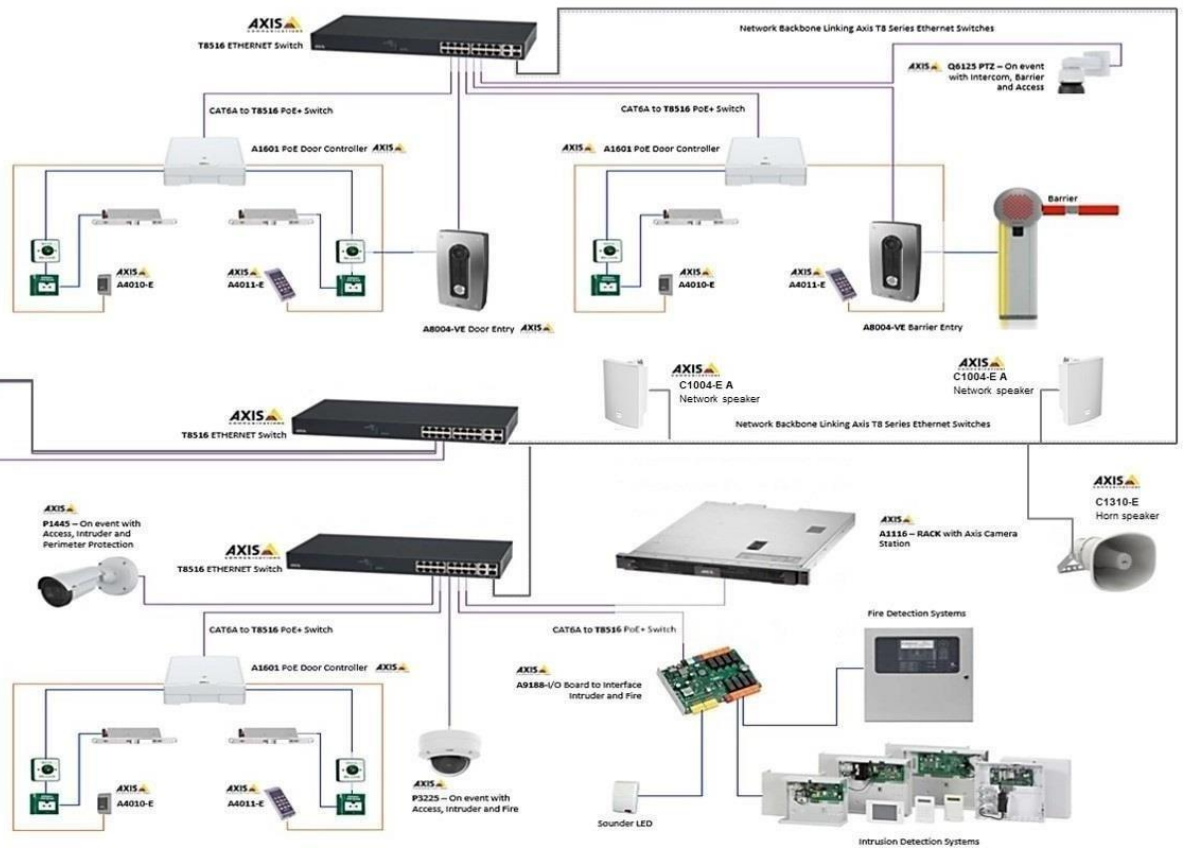 AXIS
COMMUNICATIONS
T8516 ETHERNET Switch
Network Backbone Linking Axis T8 Series Ethernet Switches
AXIS
Q6125 PTZ – On event
with Intercom, Barrier
and Access
CAT6A to T8516 PoE+ Switch
CAT6A to T8516 PoE+ Switch
A1601 PoE Door Controller AXIS
AXIS A1601 PoE Door Controller
Barrier
AXIS
A4010-E
AXIS
A4011-E
AXIS
A4010-E
AXIS
A4011-E
A8004-VE Door Entry AXIS
A8004-VE Barrier Entry
AXIS
COMMUNICATIONS
C1004-E A
Network speaker
AXIS
COMMUNICATIONS
C1004-E A
Network speaker
AXIS
COMMUNICATIONS
T8516 ETHERNET Switch
Network Backbone Linking Axis T8 Series Ethernet Switches
AXIS
COMMUNICATIONS
C1310-E
Horn speaker
AXIS
P1445 – On event with
Access, Intruder and
Perimeter Protection
AXIS
COMMUNICATIONS
T8516 ETHERNET Switch
AXIS
A1116 – RACK with Axis Camera
Station
Fire Detection Systems
CAT6A to T8516 PoE+ Switch
CAT6A to T8516 PoE+ Switch
A1601 PoE Door Controller AXIS
AXIS
A9188-I/O Board to Interface
Intruder and Fire
AXIS
A4010-E
AXIS
A4011-E
AXIS
P3225 – On event with
Access, Intruder and Fire
Sounder LED
Intrusion Detection Systems